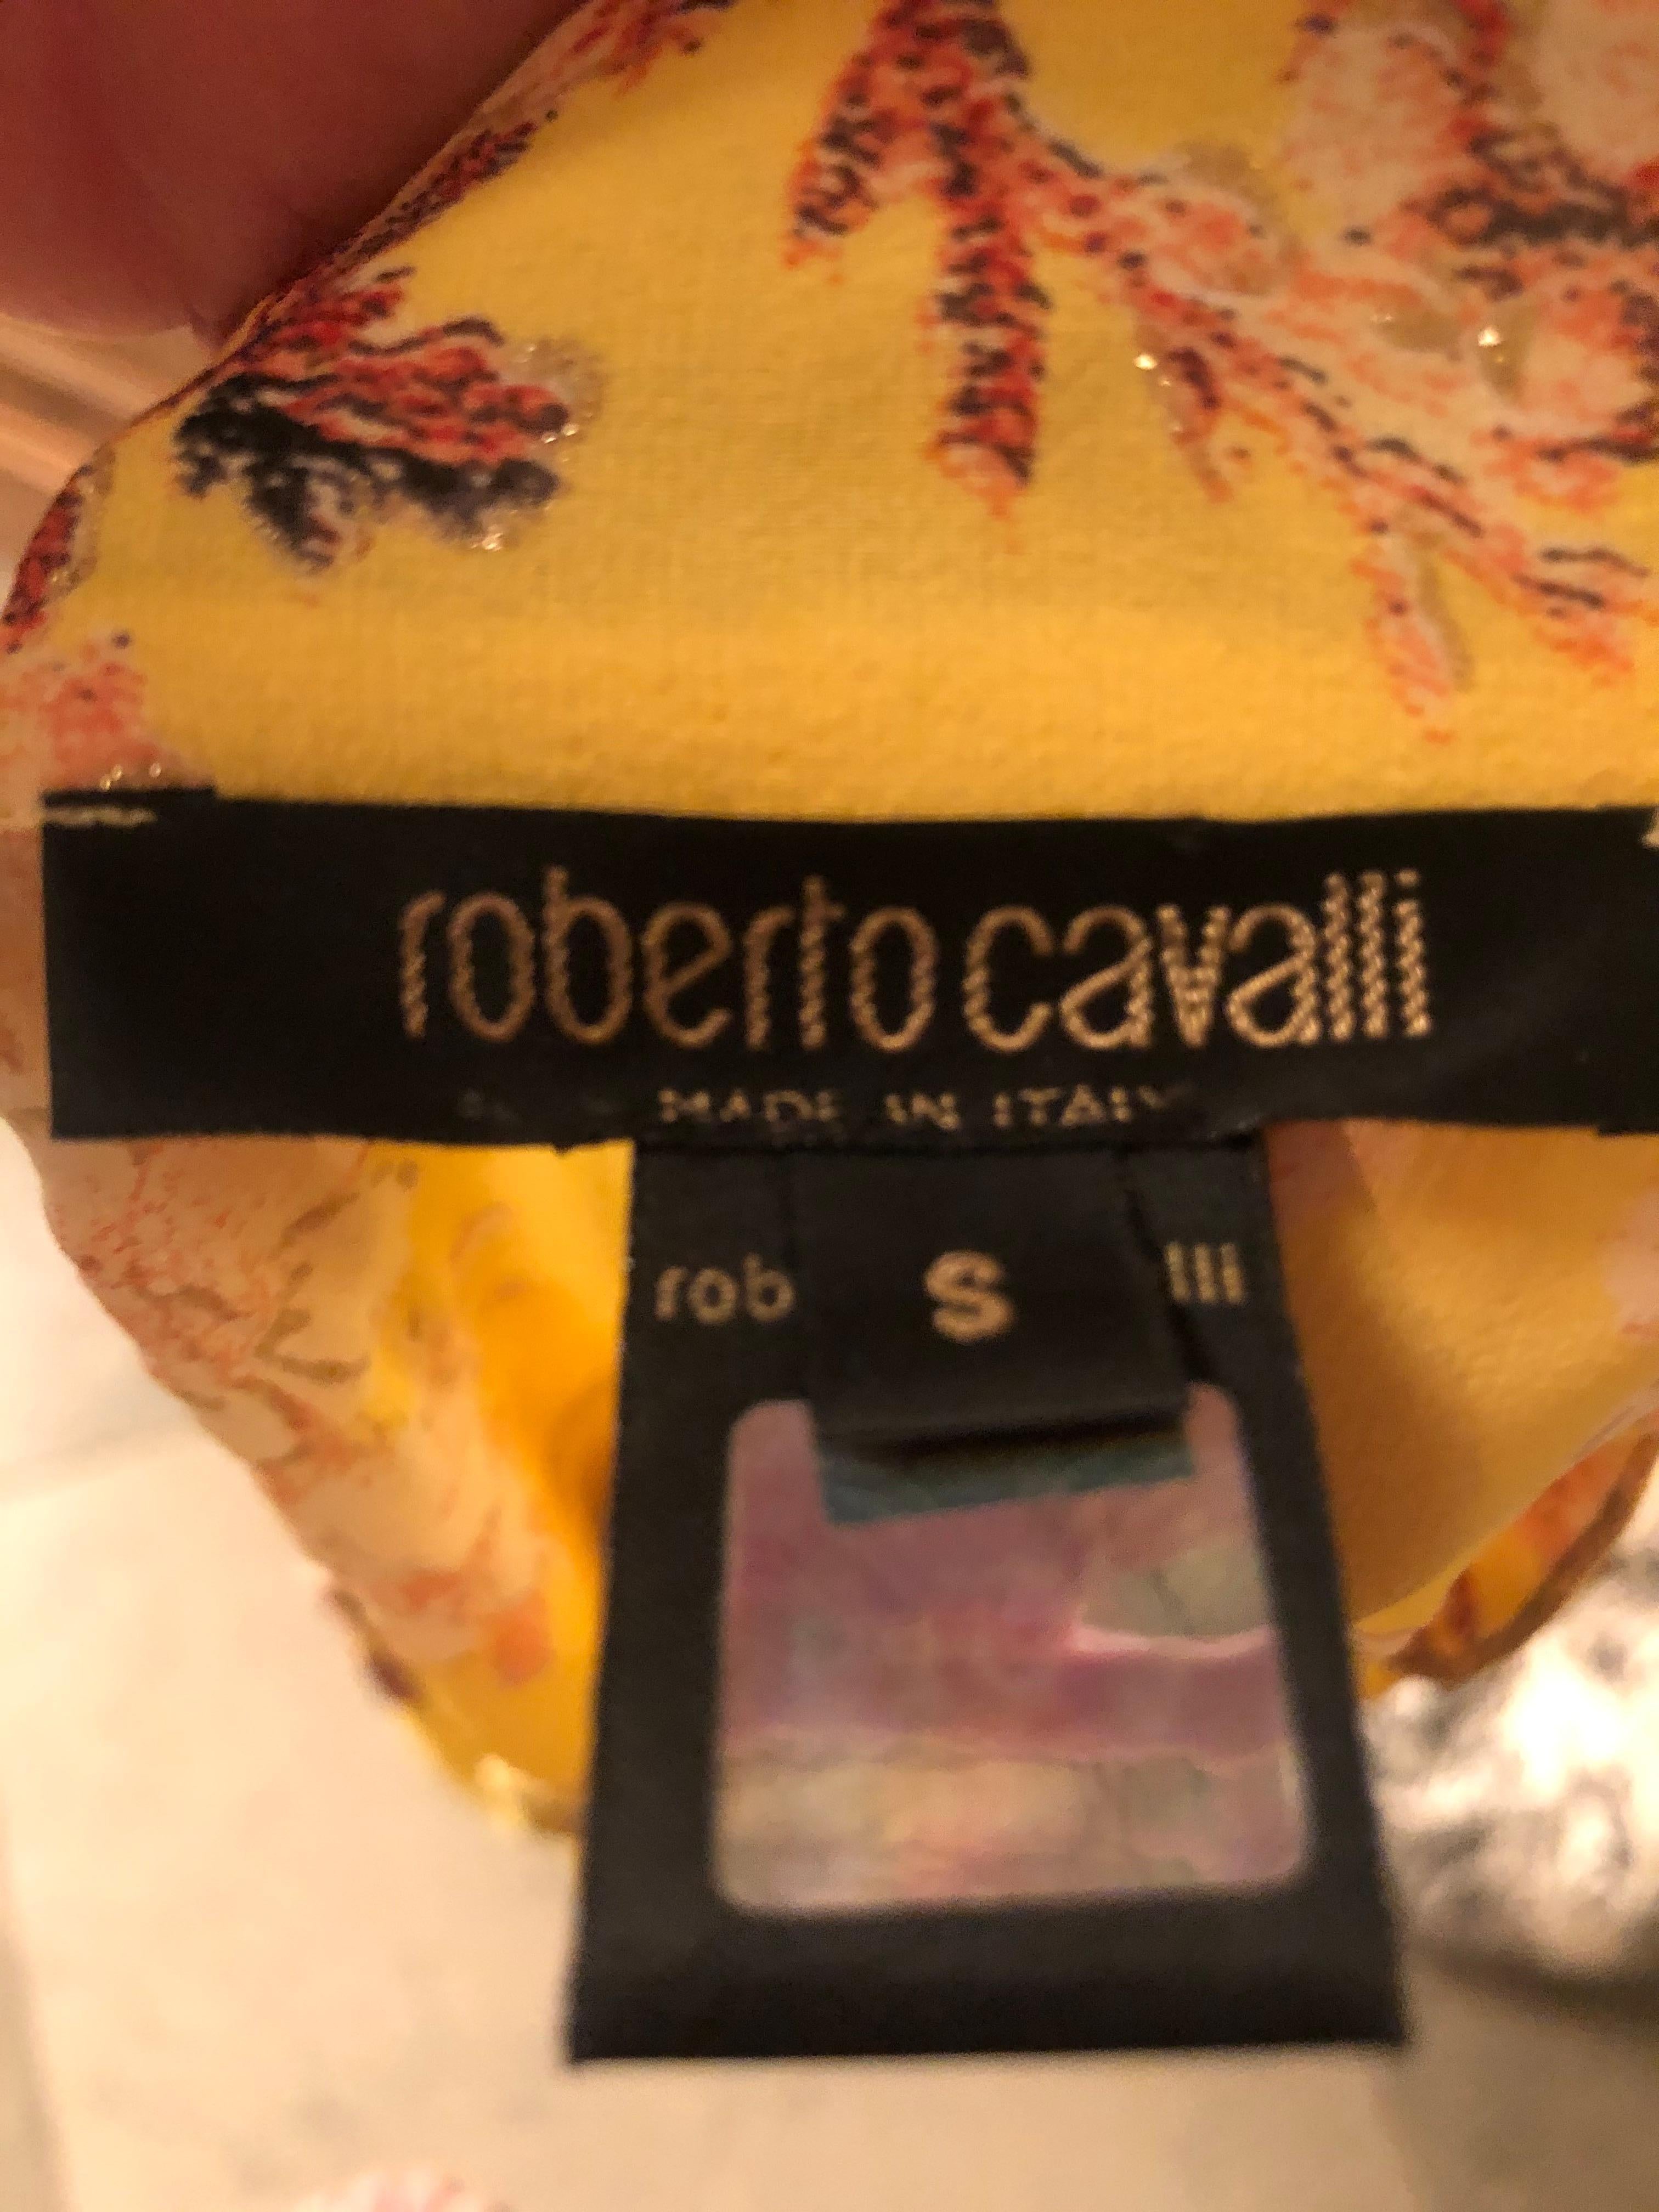 roberto cavalli
MADE IN ITALY
rob S lli